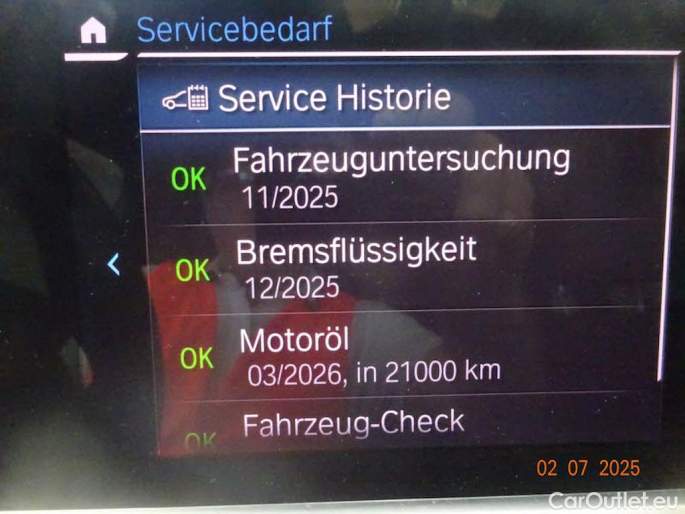 Servicebedarf
Service Historie
OK Fahrzeuguntersuchung
11/2025
OK Bremsflüssigkeit
12/2025
OK Motoröl
03/2026, in 21000 km
OK Fahrzeug-Check
02 07 2025
CarOutlet.eu